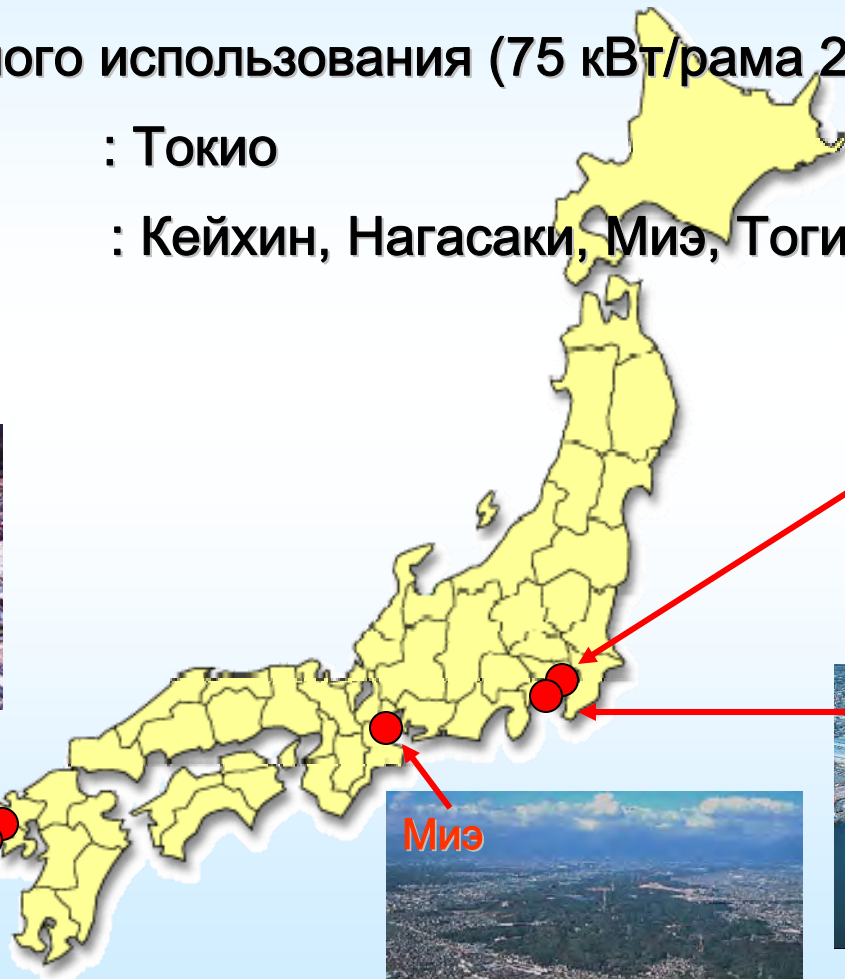 ного использования (75 кВт/рама 2
: Токио
: Кейхин, Нагасаки, Миэ, Тоги
Миэ